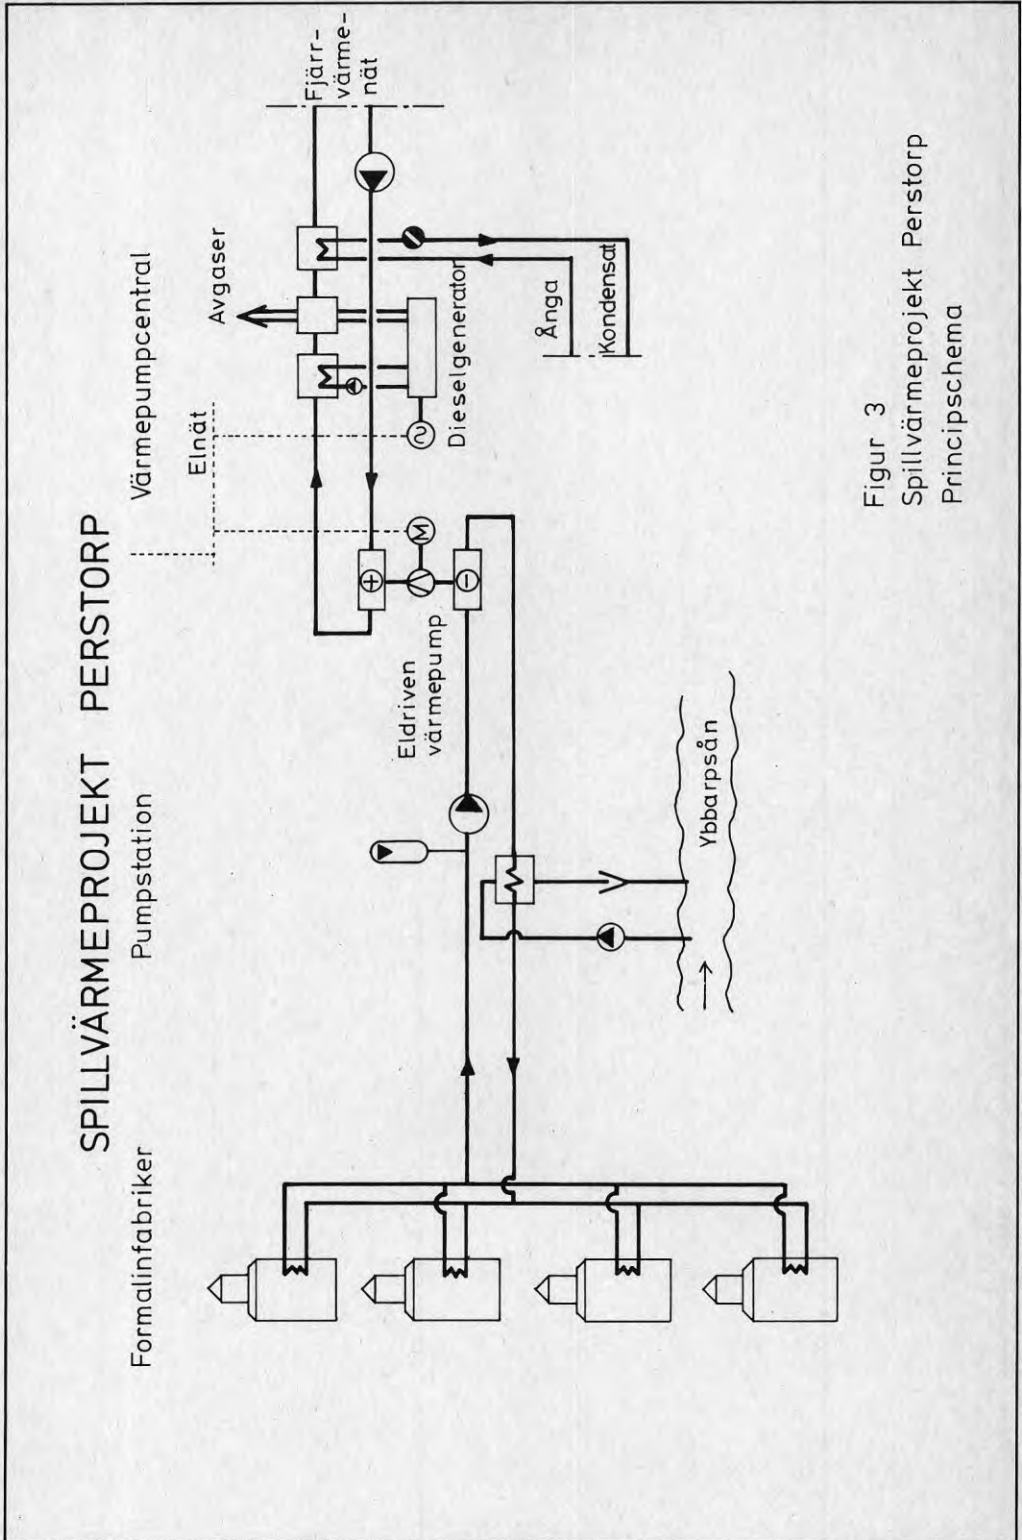 SPILLVÄRMEPROJEKT PERSTORP
Formalinfabriker
Pumpstation
Värmepumpcentral
Elnät
Avgaser
Fjärr-
värme-
nät
Eldriven
värmepump
M
Dieselgenerator
Ånga
Kondensat
Ybbarpsån
Figur 3
Spillvärmeprojekt Perstorp
Principschema